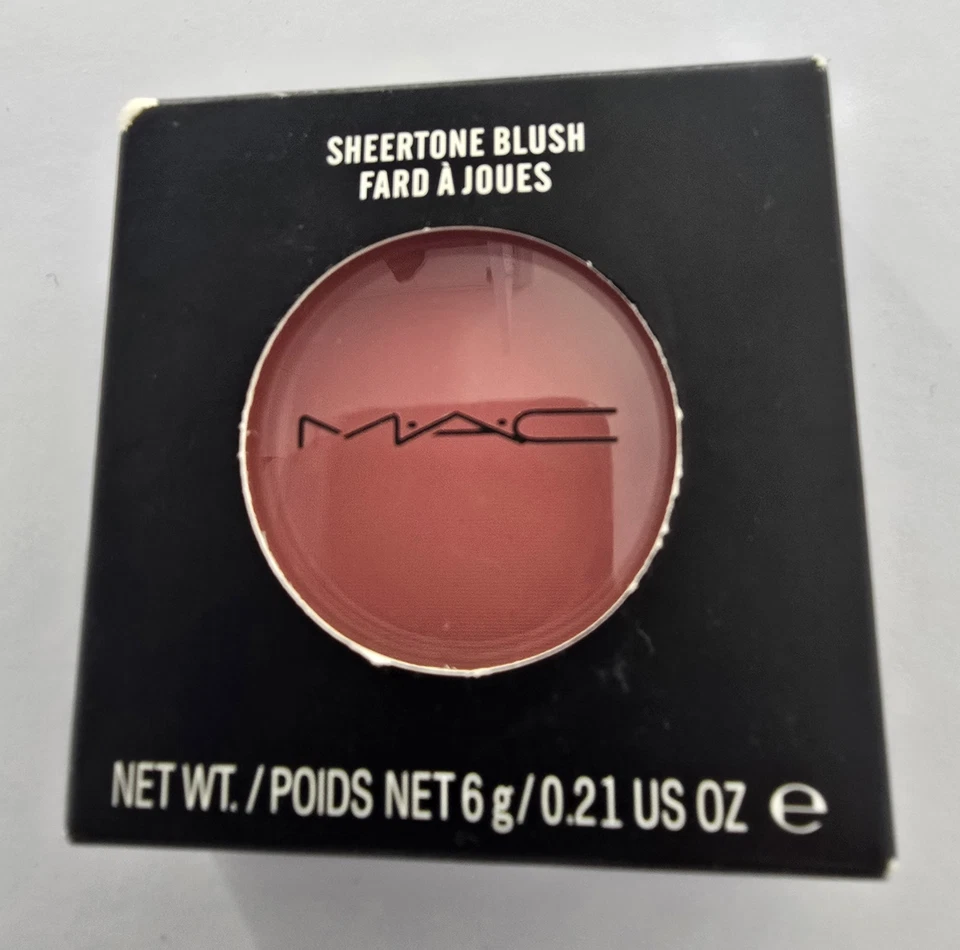 SHEERTONE BLUSH
FARD À JOUES
M·A·C
NET WT. / POIDS NET 6 g / 0.21 US OZ ℮